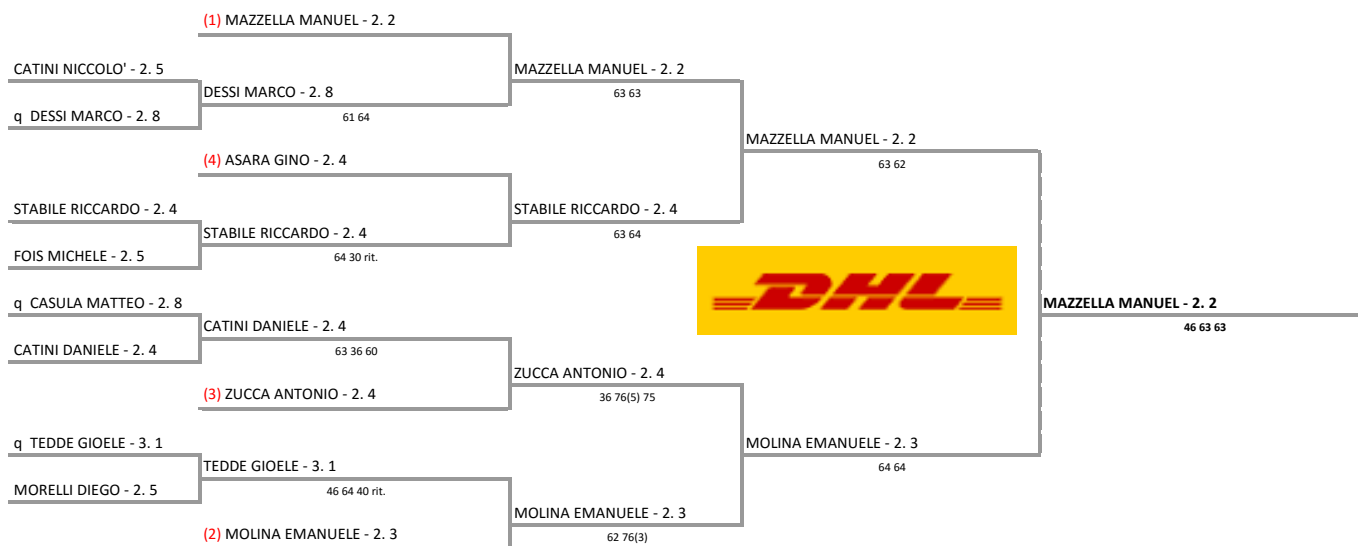 (1) MAZZELLA MANUEL - 2. 2
CATINI NICCOLO' - 2. 5
MAZZELLA MANUEL - 2. 2
DESSI MARCO - 2. 8
63 63
q DESSI MARCO - 2. 8
61 64
MAZZELLA MANUEL - 2. 2
(4) ASARA GINO - 2. 4
63 62
STABILE RICCARDO - 2. 4
STABILE RICCARDO - 2. 4
STABILE RICCARDO - 2. 4
63 64
FOIS MICHELE - 2. 5
64 30 rit.
DHL
q CASULA MATTEO - 2. 8
MAZZELLA MANUEL - 2. 2
CATINI DANIELE - 2. 4
46 63 63
CATINI DANIELE - 2. 4
63 36 60
ZUCCA ANTONIO - 2. 4
(3) ZUCCA ANTONIO - 2. 4
36 76(5) 75
q TEDDE GIOELE - 3. 1
MOLINA EMANUELE - 2. 3
TEDDE GIOELE - 3. 1
64 64
MORELLI DIEGO - 2. 5
46 64 40 rit.
MOLINA EMANUELE - 2. 3
(2) MOLINA EMANUELE - 2. 3
62 76(3)